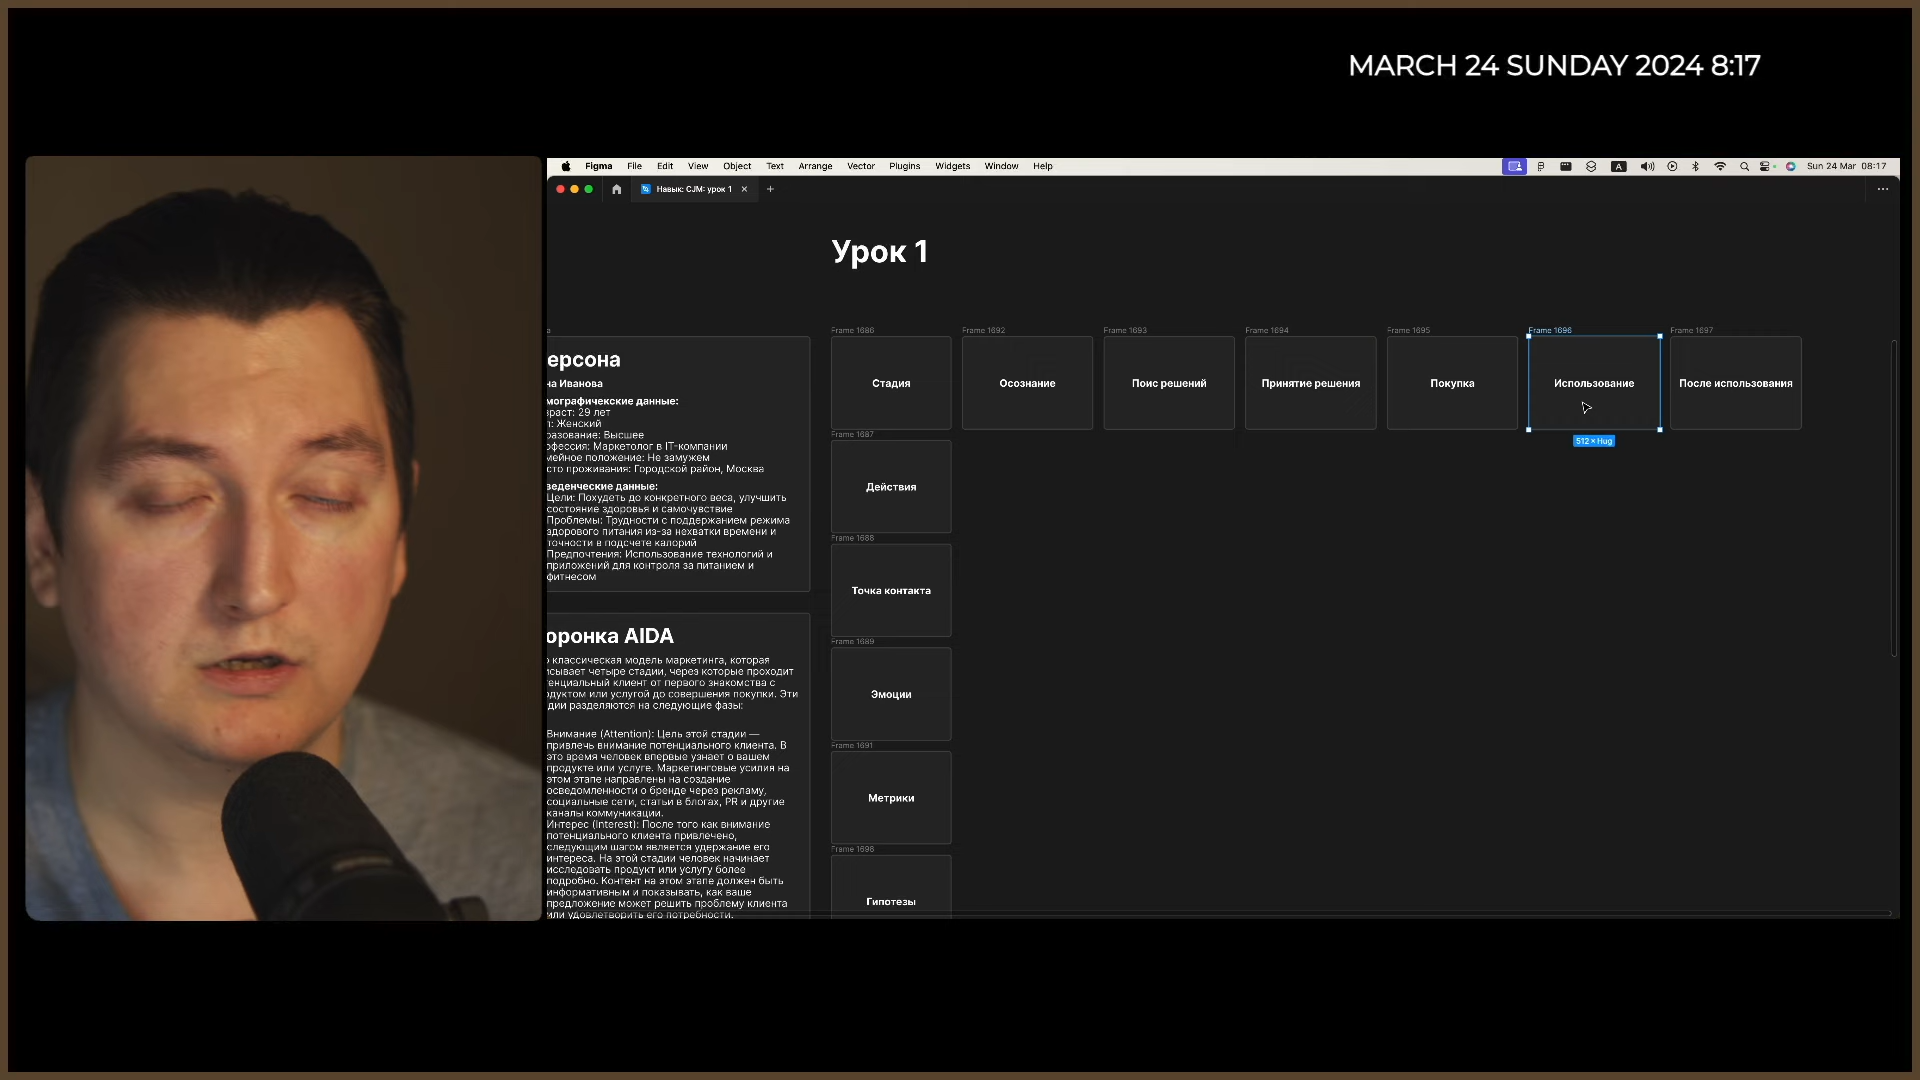 MARCH 24 SUNDAY 2024 8:17
Figma File Edit View Object Text Arrange Vector Plugins Widgets Window Help
A
Sun 24 Mar 08:17
Навык: CJM: урок 1
Урок 1
Frame 1686 Frame 1692 Frame 1693 Frame 1694 Frame 1695 Frame 1696 Frame 1697
Стадия Осознание Поис решений Принятие решения Покупка Использование После использования
512 × Hug
Frame 1687
Действия
Frame 1688
Точка контакта
Frame 1689
Эмоции
Frame 1691
Метрики
Frame 1698
Гипотезы
ерсона
на Иванова
мографичекские данные:
зраст: 29 лет
л: Женский
разование: Высшее
офессия: Маркетолог в IT-компании
мейное положение: Не замужем
сто проживания: Городской район, Москва
веденческие данные:
Цели: Похудеть до конкретного веса, улучшить
состояние здоровья и самочувствие
Проблемы: Трудности с поддержанием режима
здорового питания из-за нехватки времени и
точности в подсчете калорий
Предпочтения: Использование технологий и
приложений для контроля за питанием и
фитнесом
оронка AIDA
о классическая модель маркетинга, которая
исывает четыре стадии, через которые проходит
тенциальный клиент от первого знакомства с
одуктом или услугой до совершения покупки. Эти
дии разделяются на следующие фазы:
Внимание (Attention): Цель этой стадии —
привлечь внимание потенциального клиента. В
это время человек впервые узнает о вашем
продукте или услуге. Маркетинговые усилия на
этом этапе направлены на создание
осведомленности о бренде через рекламу,
социальные сети, статьи в блогах, PR и другие
каналы коммуникации.
Интерес (Interest): После того как внимание
потенциального клиента привлечено,
следующим шагом является удержание его
интереса. На этой стадии человек начинает
исследовать продукт или услугу более
подробно. Контент на этом этапе должен быть
информативным и показывать, как ваше
предложение может решить проблему клиента
или удовлетворить его потребности.